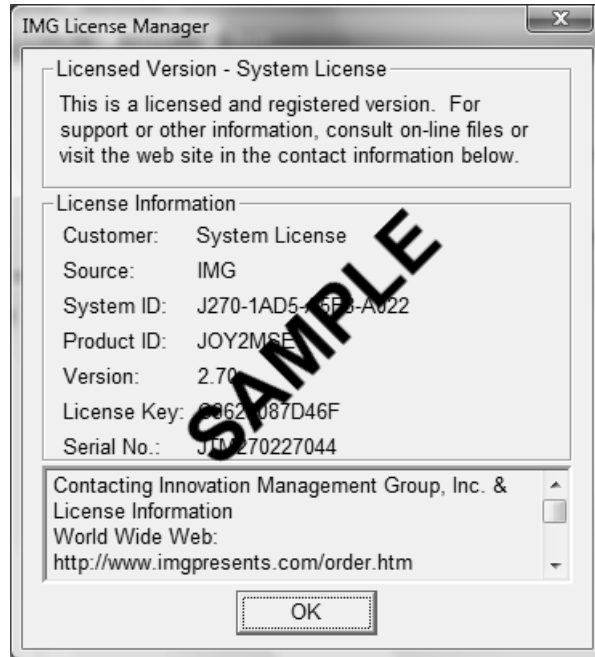 IMG License Manager
Licensed Version - System License
This is a licensed and registered version. For
support or other information, consult on-line files or
visit the web site in the contact information below.
License Information
Customer: System License
Source: IMG
System ID:
Product ID:
Version: 2.70
License Key:
Serial No.: JTM270227044
SAMPLE
Contacting Innovation Management Group, Inc. &
License Information
World Wide Web:
http://www.imgpresents.com/order.htm
OK